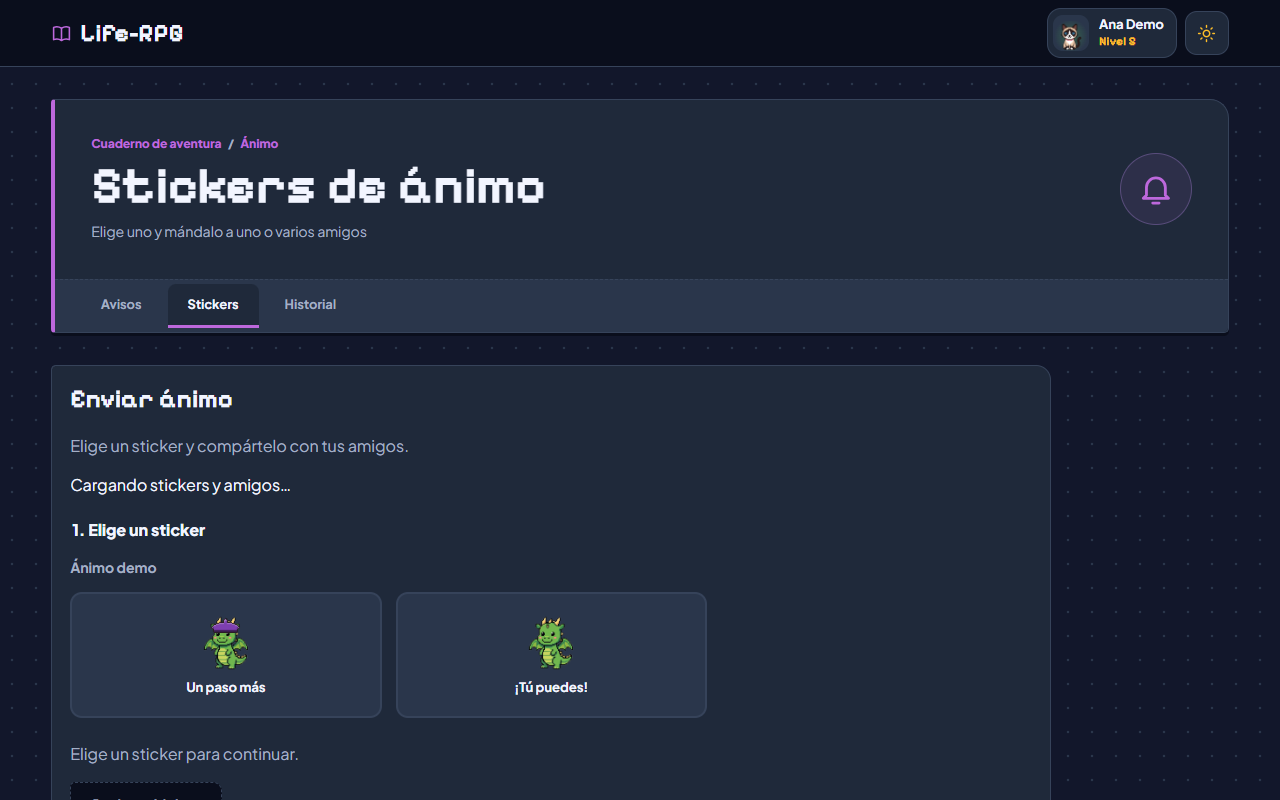 Life-RPG
Ana Demo
Nivel 8
Cuaderno de aventura / Ánimo
Stickers de ánimo
Elige uno y mándalo a uno o varios amigos
Avisos
Stickers
Historial
Enviar ánimo
Elige un sticker y compártelo con tus amigos.
Cargando stickers y amigos…
1. Elige un sticker
Ánimo demo
Un paso más
¡Tú puedes!
Elige un sticker para continuar.